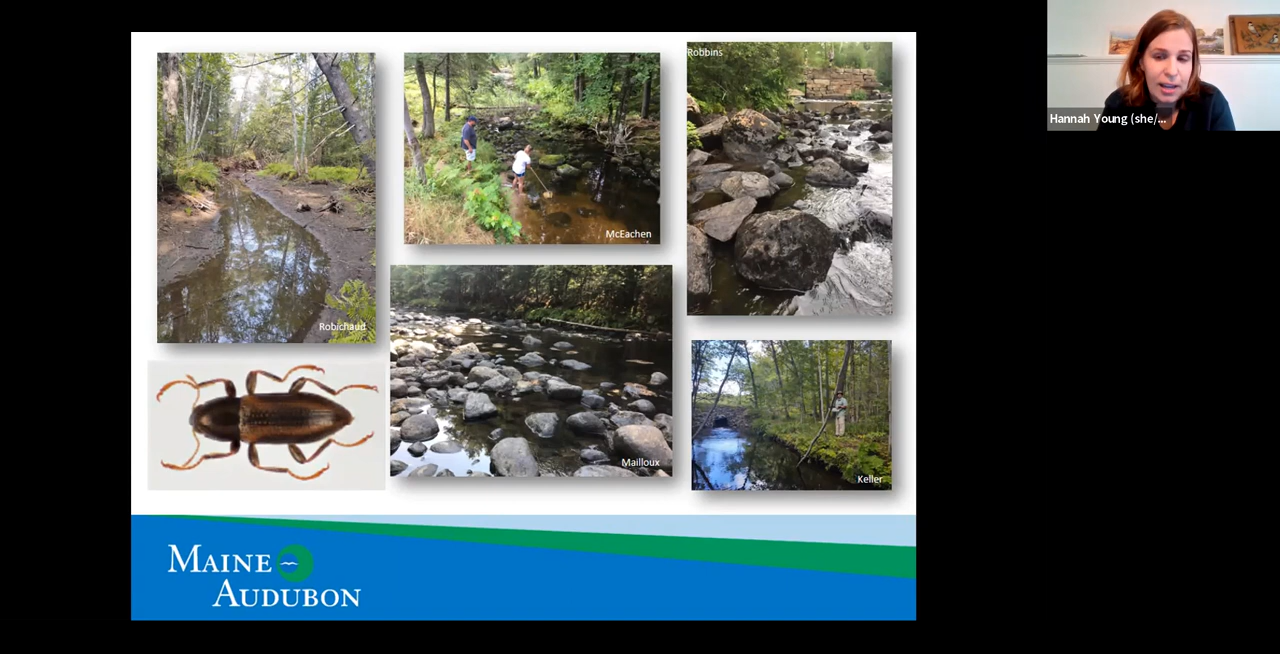 Robbins
Hannah Young (she/...
McEachen
Robichaud
Mailloux
Keller
MAINE
AUDUBON